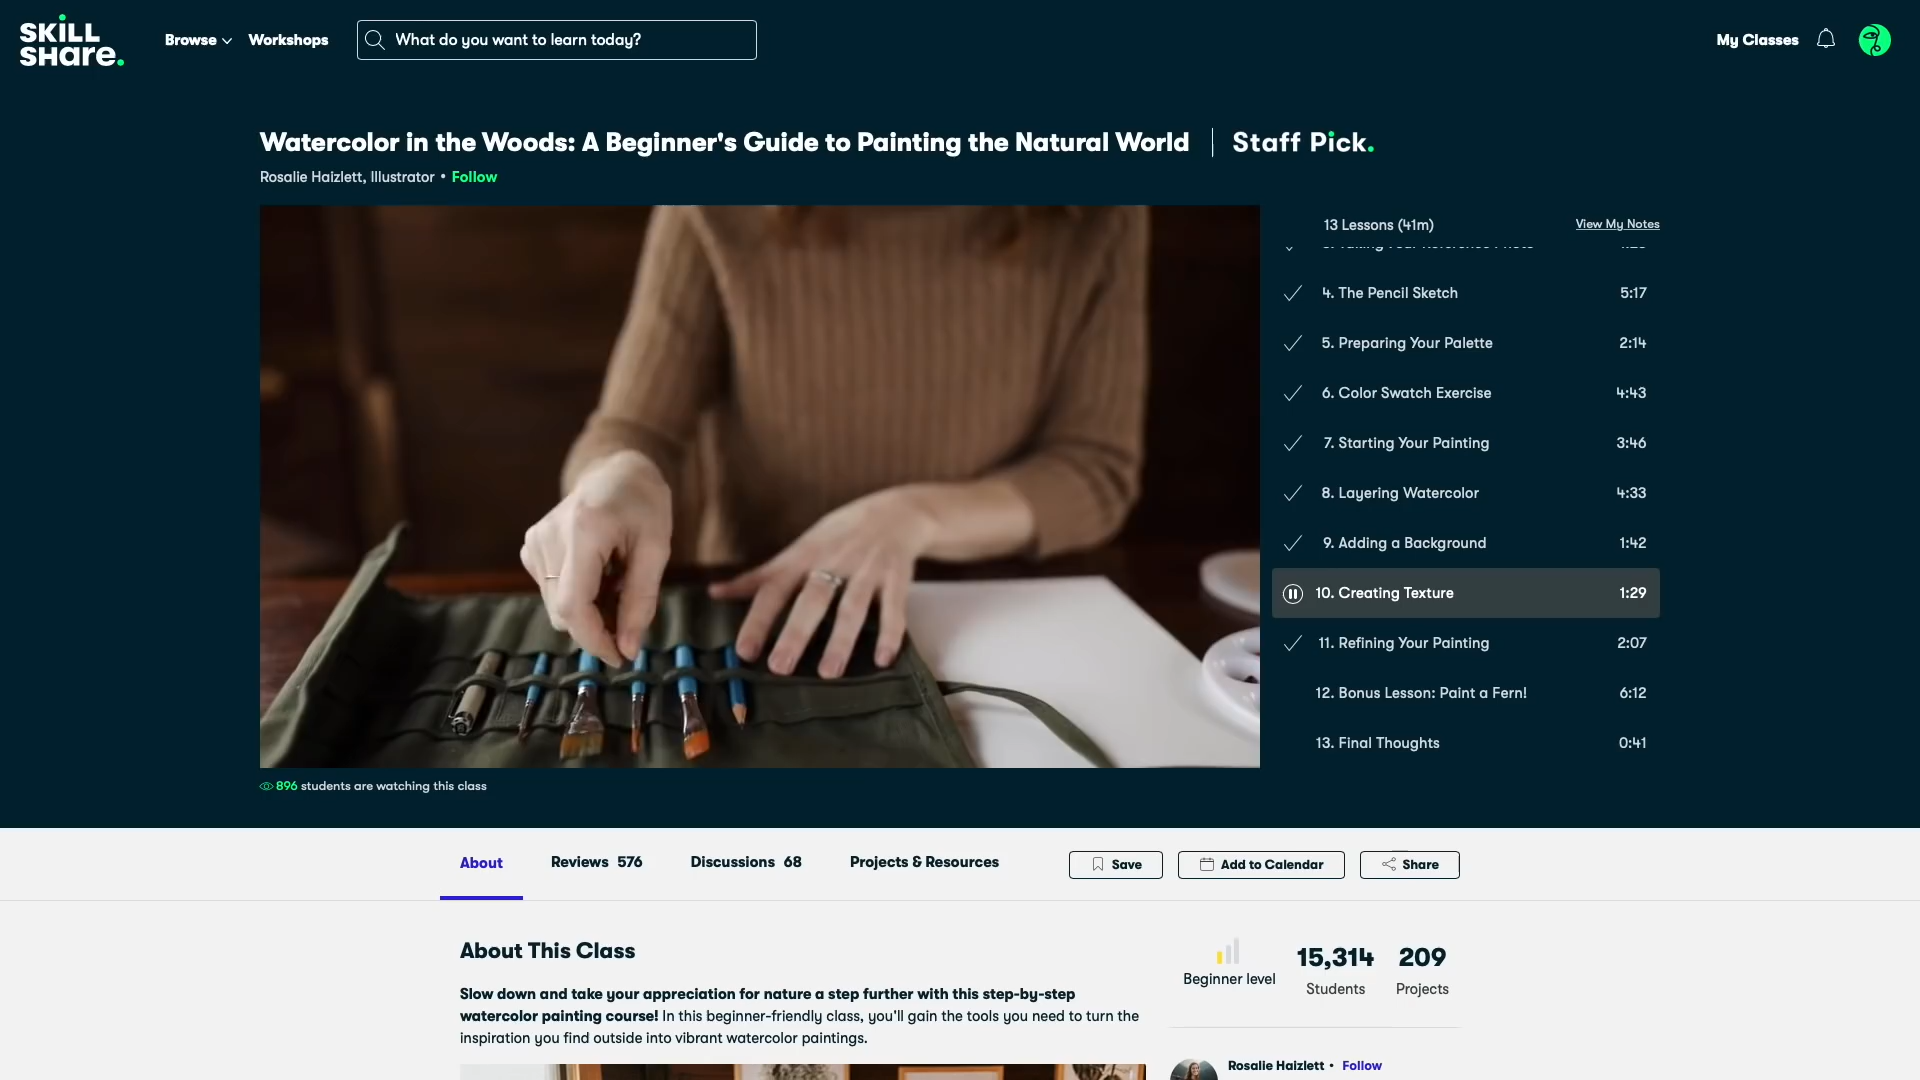 SKILL
SHare.
Browse
Workshops
What do you want to learn today?
My Classes
Watercolor in the Woods: A Beginner's Guide to Painting the Natural World
Staff Pick.
Rosalie Haizlett, Illustrator • Follow
13 Lessons (41m)
View My Notes
4. The Pencil Sketch 5:17
5. Preparing Your Palette 2:14
6. Color Swatch Exercise 4:43
7. Starting Your Painting 3:46
8. Layering Watercolor 4:33
9. Adding a Background 1:42
10. Creating Texture 1:29
11. Refining Your Painting 2:07
12. Bonus Lesson: Paint a Fern! 6:12
13. Final Thoughts 0:41
896 students are watching this class
About
Reviews 576
Discussions 68
Projects & Resources
Save
Add to Calendar
Share
About This Class
Slow down and take your appreciation for nature a step further with this step-by-step
watercolor painting course! In this beginner-friendly class, you'll gain the tools you need to turn the
inspiration you find outside into vibrant watercolor paintings.
Beginner level
15,314
Students
209
Projects
Rosalie Haizlett • Follow